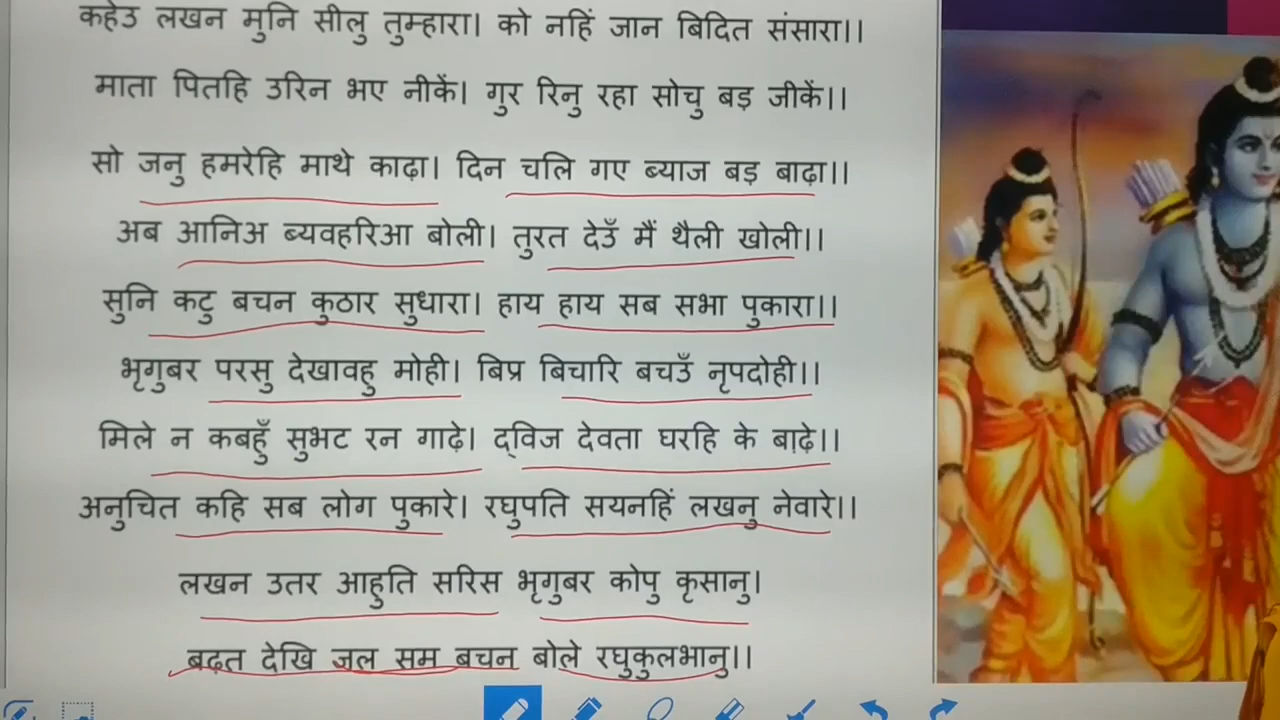 कहेउ लखन मुनि सीलु तुम्हारा। को नहिं जान बिदित संसारा।।
माता पितहि उरिन भए नीकें। गुर रिनु रहा सोचु बड़ जीकें।।
सो जनु हमरेहि माथे काढ़ा। दिन चलि गए ब्याज बड़ बाढ़ा।।
अब आनिअ ब्यवहरिआ बोली। तुरत देउँ मैं थैली खोली।।
सुनि कटु बचन कुठार सुधारा। हाय हाय सब सभा पुकारा।।
भृगुबर परसु देखावहु मोही। बिप्र बिचारि बचउँ नृपदोही।।
मिले न कबहुँ सुभट रन गाढ़े। द्विज देवता घरहि के बाढ़े।।
अनुचित कहि सब लोग पुकारे। रघुपति सयनहिं लखनु नेवारे।।
लखन उतर आहुति सरिस भृगुबर कोपु कृसानु।
बढ़त देखि जल सम बचन बोले रघुकुलभानु।।